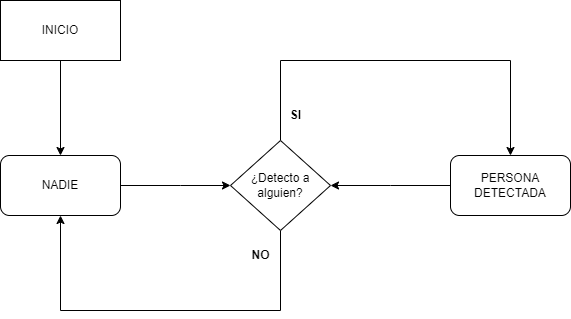 INICIO
SI
NADIE
¿Detecto a
alguien?
PERSONA
DETECTADA
NO